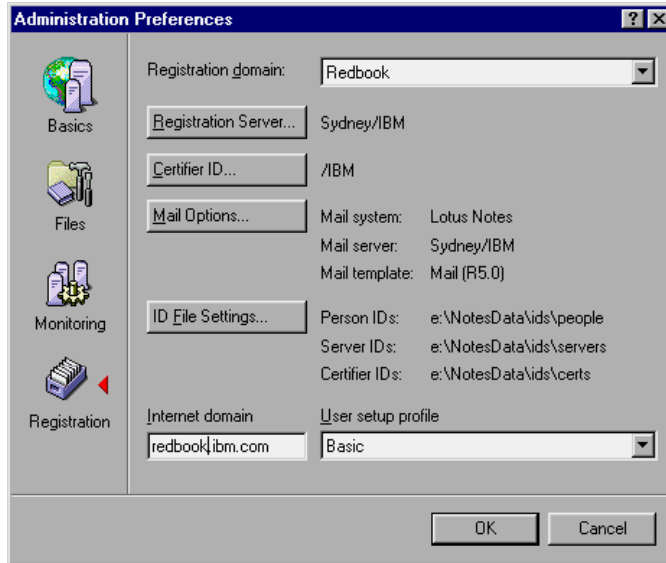 Administration Preferences
Basics
Files
Monitoring
Registration
Registration domain: Redbook
Registration Server... Sydney/IBM
Certifier ID... /IBM
Mail Options... Mail system: Lotus Notes
Mail server: Sydney/IBM
Mail template: Mail (R5.0)
ID File Settings... Person IDs: e:\NotesData\ids\people
Server IDs: e:\NotesData\ids\servers
Certifier IDs: e:\NotesData\ids\certs
Internet domain User setup profile
redbook.ibm.com Basic
OK Cancel